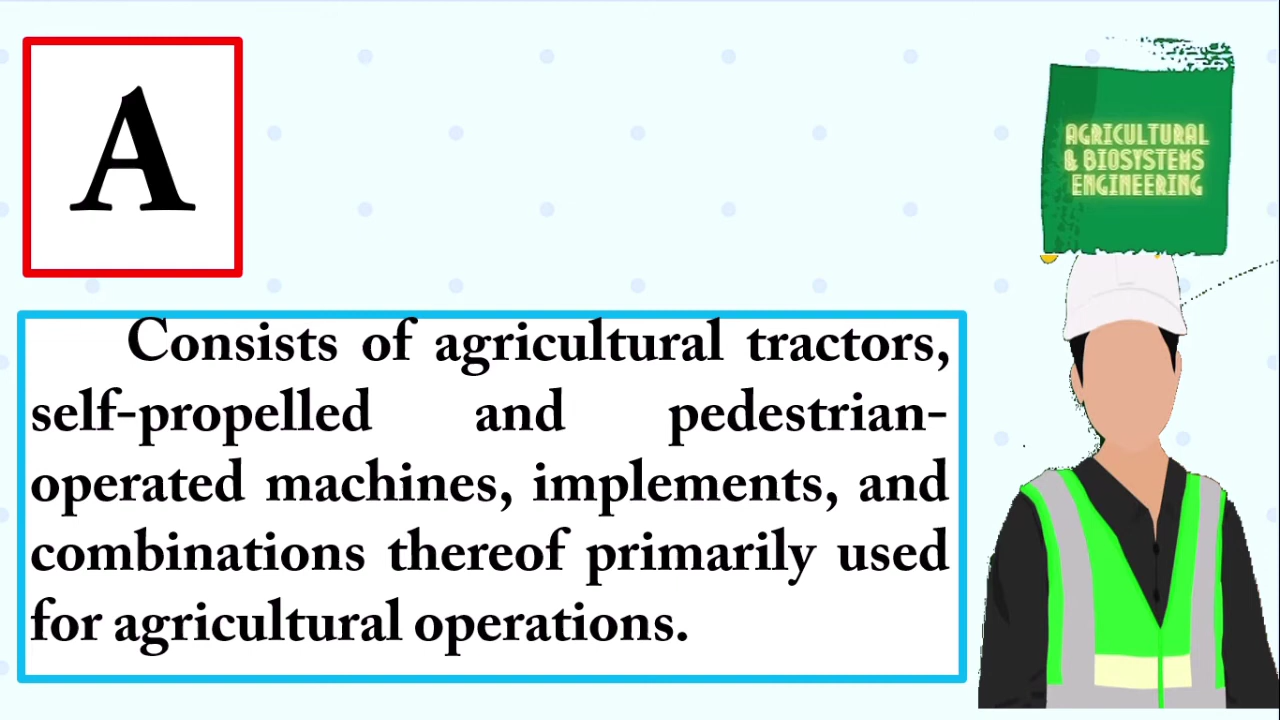 A
AGRICULTURAL
& BIOSYSTEMS
ENGINEERING
Consists of agricultural tractors,
self-propelled and pedestrian-
operated machines, implements, and
combinations thereof primarily used
for agricultural operations.